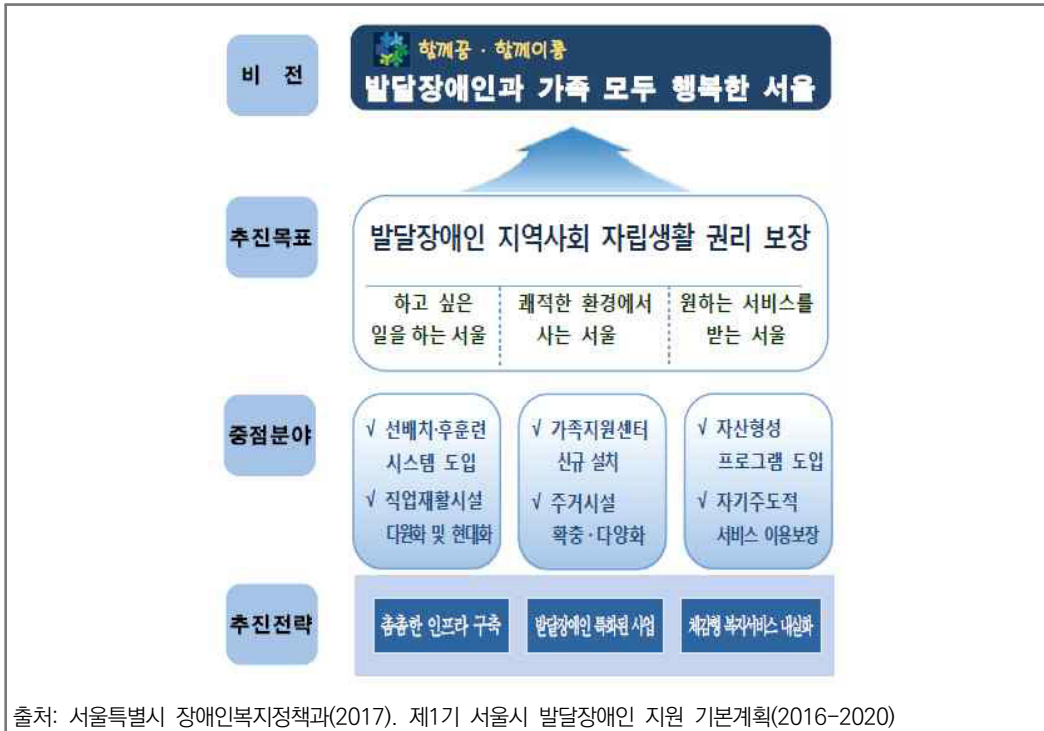 비 전
함께꿈 · 함께이룸
발달장애인과 가족 모두 행복한 서울
추진목표
발달장애인 지역사회 자립생활 권리 보장
하고 싶은
일을 하는 서울
쾌적한 환경에서
사는 서울
원하는 서비스를
받는 서울
중점분야
√ 선배치·후훈련
시스템 도입
√ 직업재활시설
다원화 및 현대화
√ 가족지원센터
신규 설치
√ 주거시설
확충·다양화
√ 자산형성
프로그램 도입
√ 자기주도적
서비스 이용보장
추진전략
촘촘한 인프라 구축
발달장애인 특화된 사업
체감형 복지서비스 내실화
출처: 서울특별시 장애인복지정책과(2017). 제1기 서울시 발달장애인 지원 기본계획(2016-2020)